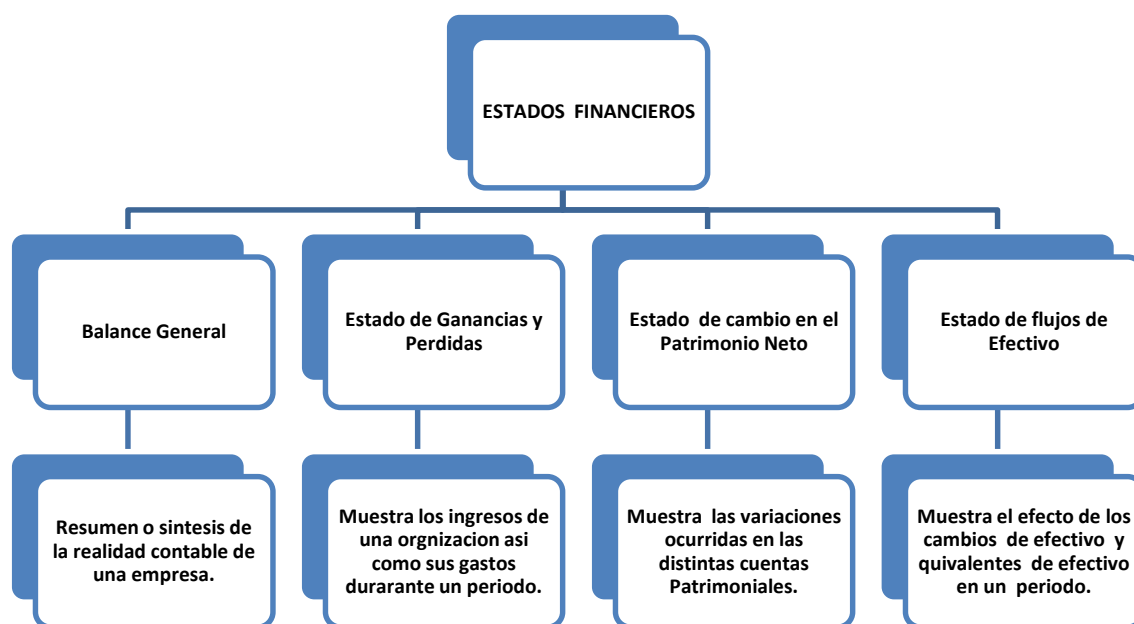 ESTADOS  FINANCIEROS
Balance General
Estado de Ganancias y
Perdidas
Estado  de cambio en el
Patrimonio Neto
Estado de flujos de
Efectivo
Resumen o sintesis de
la realidad contable de
una empresa.
Muestra los ingresos de
una orgnizacion asi
como sus gastos
durarante un periodo.
Muestra  las variaciones
ocurridas en las
distintas cuentas
Patrimoniales.
Muestra el efecto de los
cambios  de efectivo  y
quivalentes  de efectivo
en un  periodo.